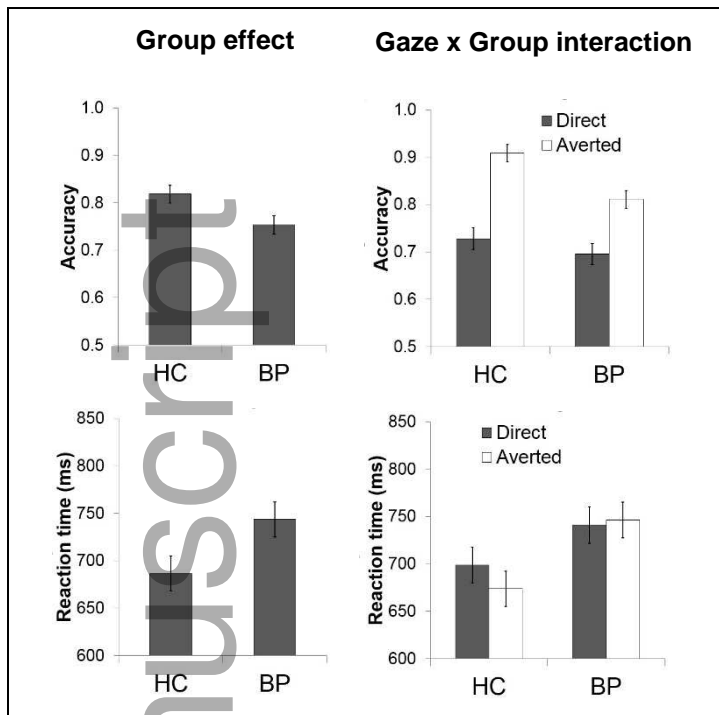 Group effect
Gaze x Group interaction
Accuracy
1.0
0.9
0.8
0.7
0.6
0.5
HC
BP
Accuracy
1.0
0.9
0.8
0.7
0.6
0.5
Direct
Averted
HC
BP
Reaction time (ms)
850
800
750
700
650
600
HC
BP
Reaction time (ms)
850
800
750
700
650
600
Direct
Averted
HC
BP
nuscript